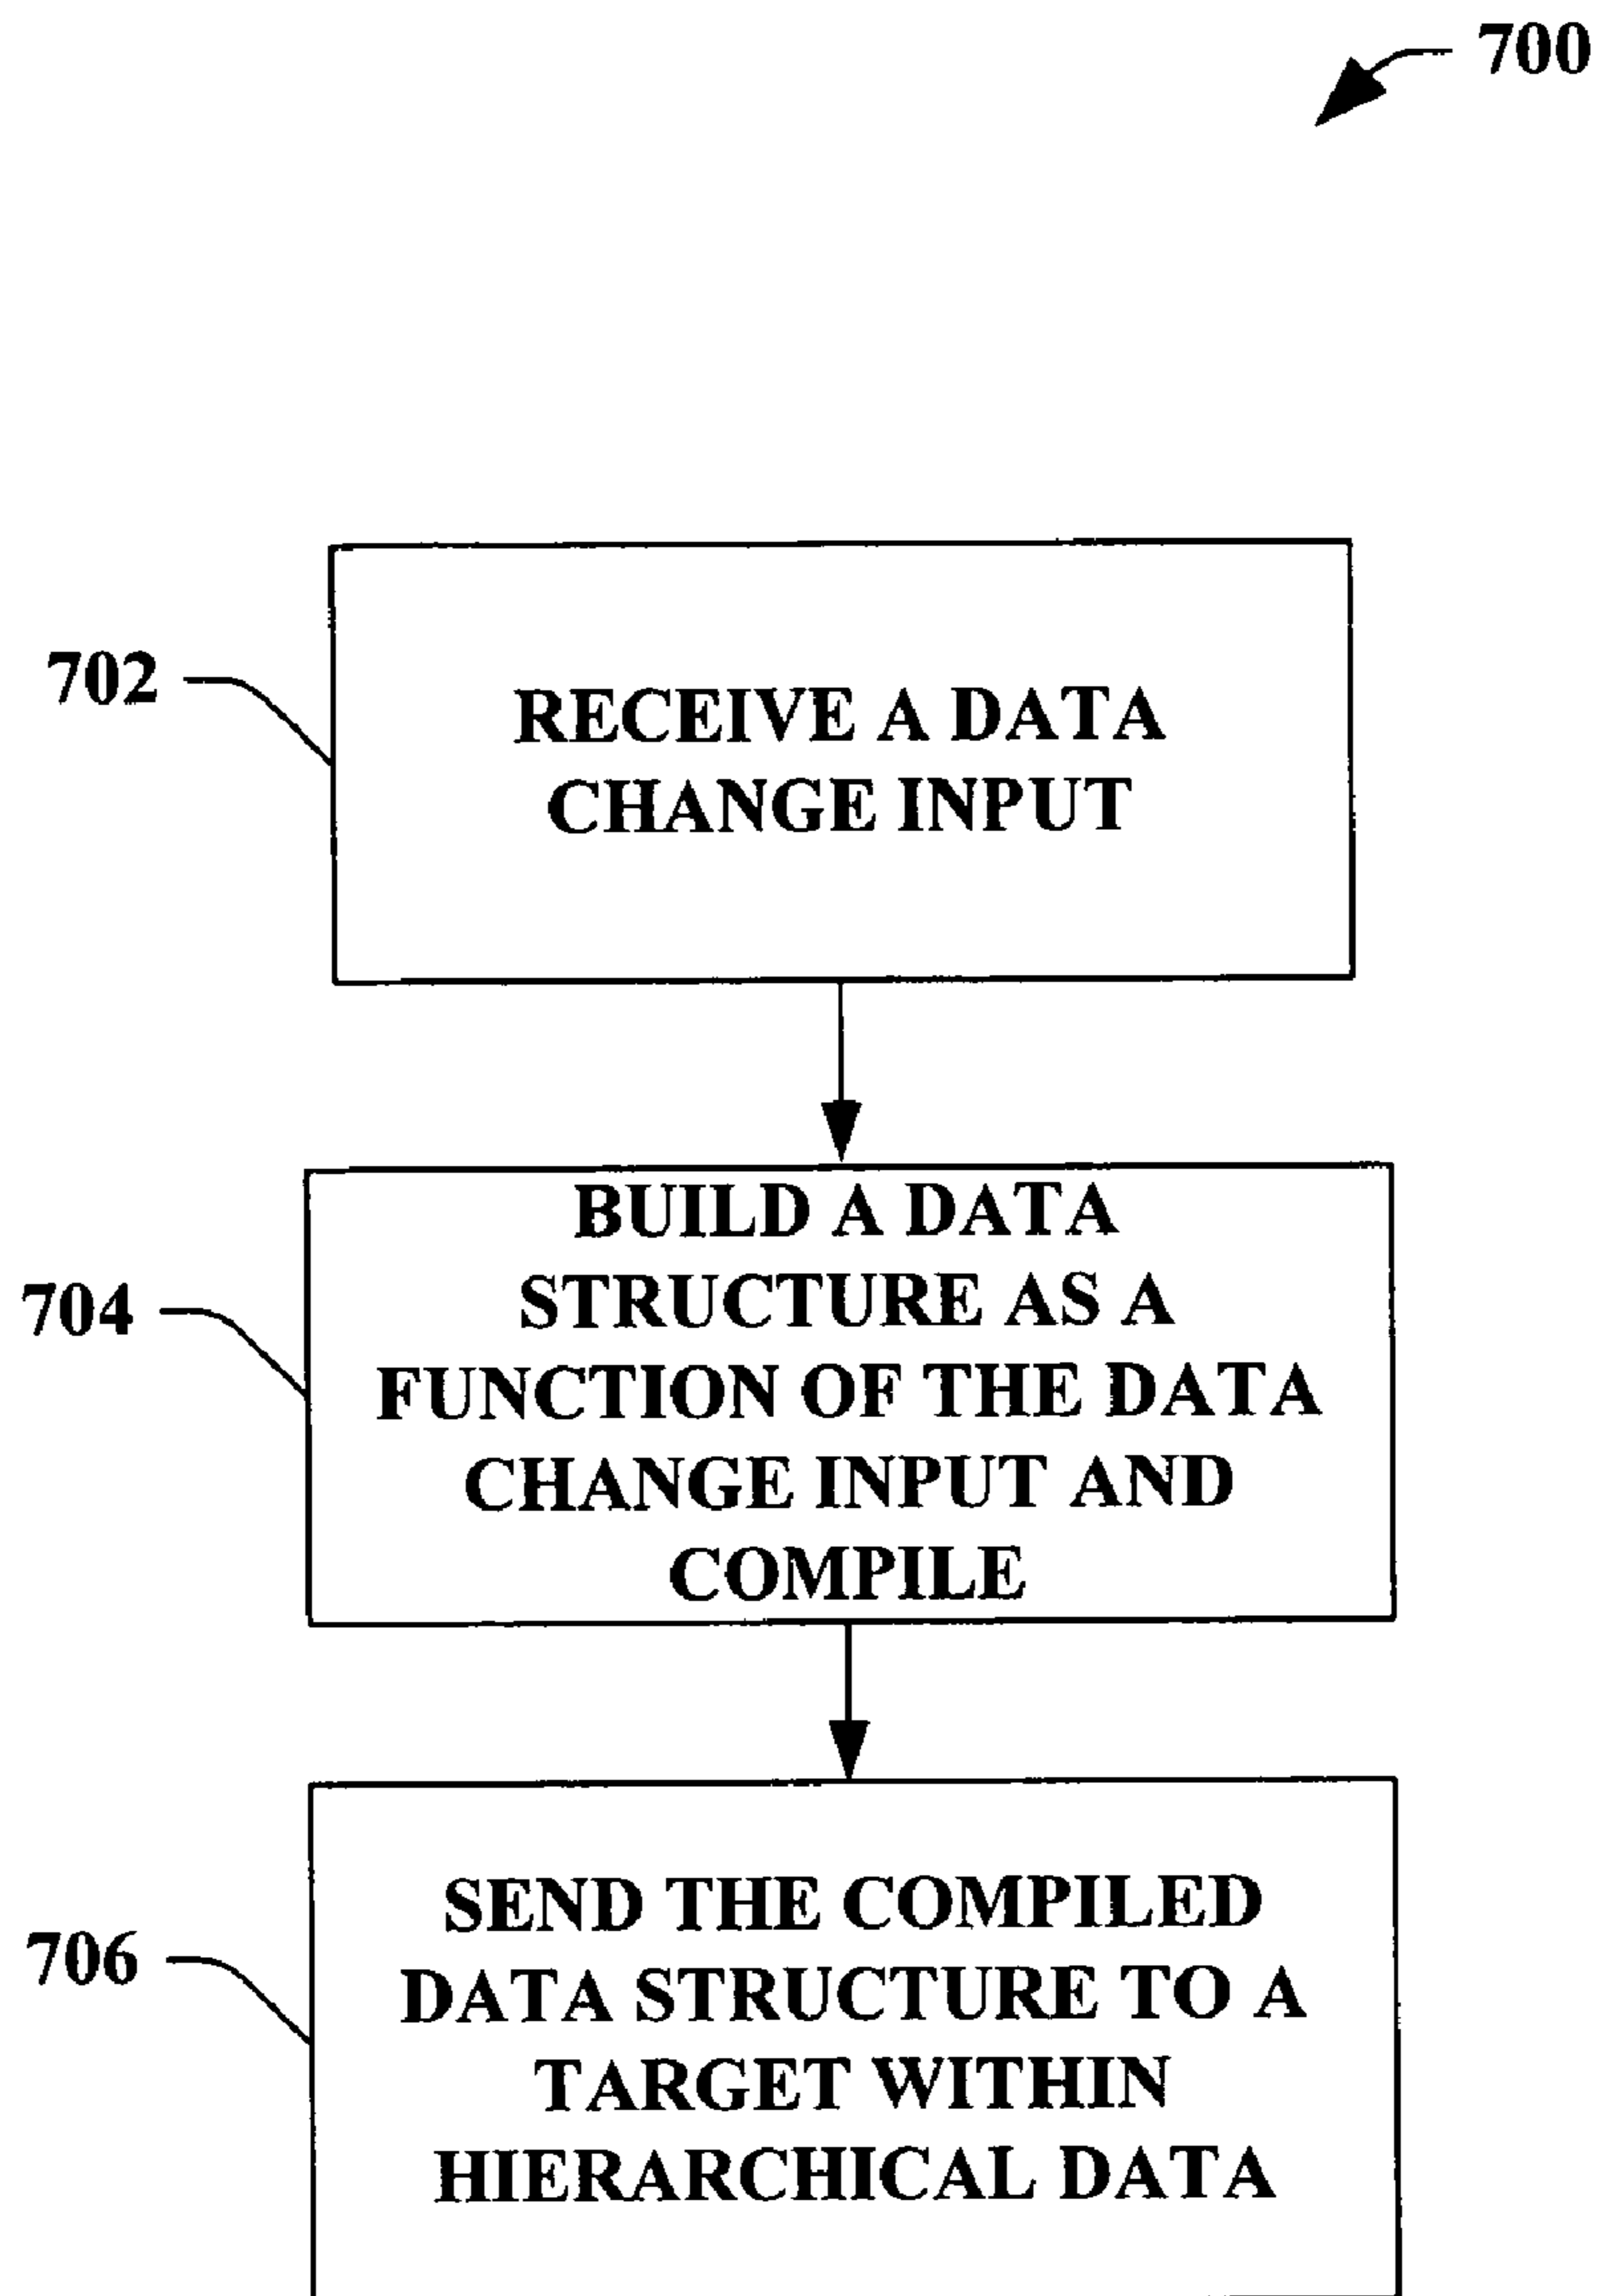 700
702
RECEIVE A DATA
CHANGE INPUT
704
BUILD A DATA
STRUCTURE AS A
FUNCTION OF THE DATA
CHANGE INPUT AND
COMPILE
706
SEND THE COMPILED
DATA STRUCTURE TO A
TARGET WITHIN
HIERARCHICAL DATA